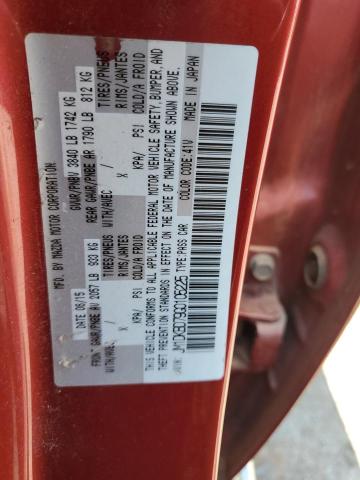 MFD. BY MAZDA MOTOR CORPORATION
DATE: 06/15 GVWR/PNBV 3840 LB 1742 KG
FRONT GAWR/PNBE AV 2057 LB 933 KG REAR GAWR/PNBE AR 1790 LB 812 KG
WITH/AVEC TIRES/PNEUS WITH/AVEC TIRES/PNEUS
X RIMS/JANTES X RIMS/JANTES
KPA/ PSI COLD/A FROID KPA/ PSI COLD/A FROID
THIS VEHICLE CONFORMS TO ALL APPLICABLE FEDERAL MOTOR VEHICLE SAFETY, BUMPER, AND
THEFT PREVENTION STANDARDS IN EFFECT ON THE DATE OF MANUFACTURE SHOWN ABOVE.
TYPE:PASS CAR COLOR CODE:41V MADE IN JAPAN